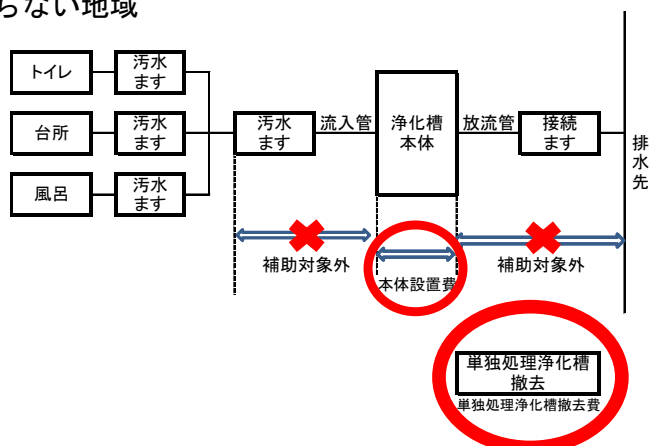 らない地域
トイレ
汚水
ます
台所
汚水
ます
風呂
汚水
ます
汚水
ます
流入管
浄化槽
本体
放流管
接続
ます
排水先
補助対象外
本体設置費
補助対象外
単独処理浄化槽
撤去
単独処理浄化槽撤去費